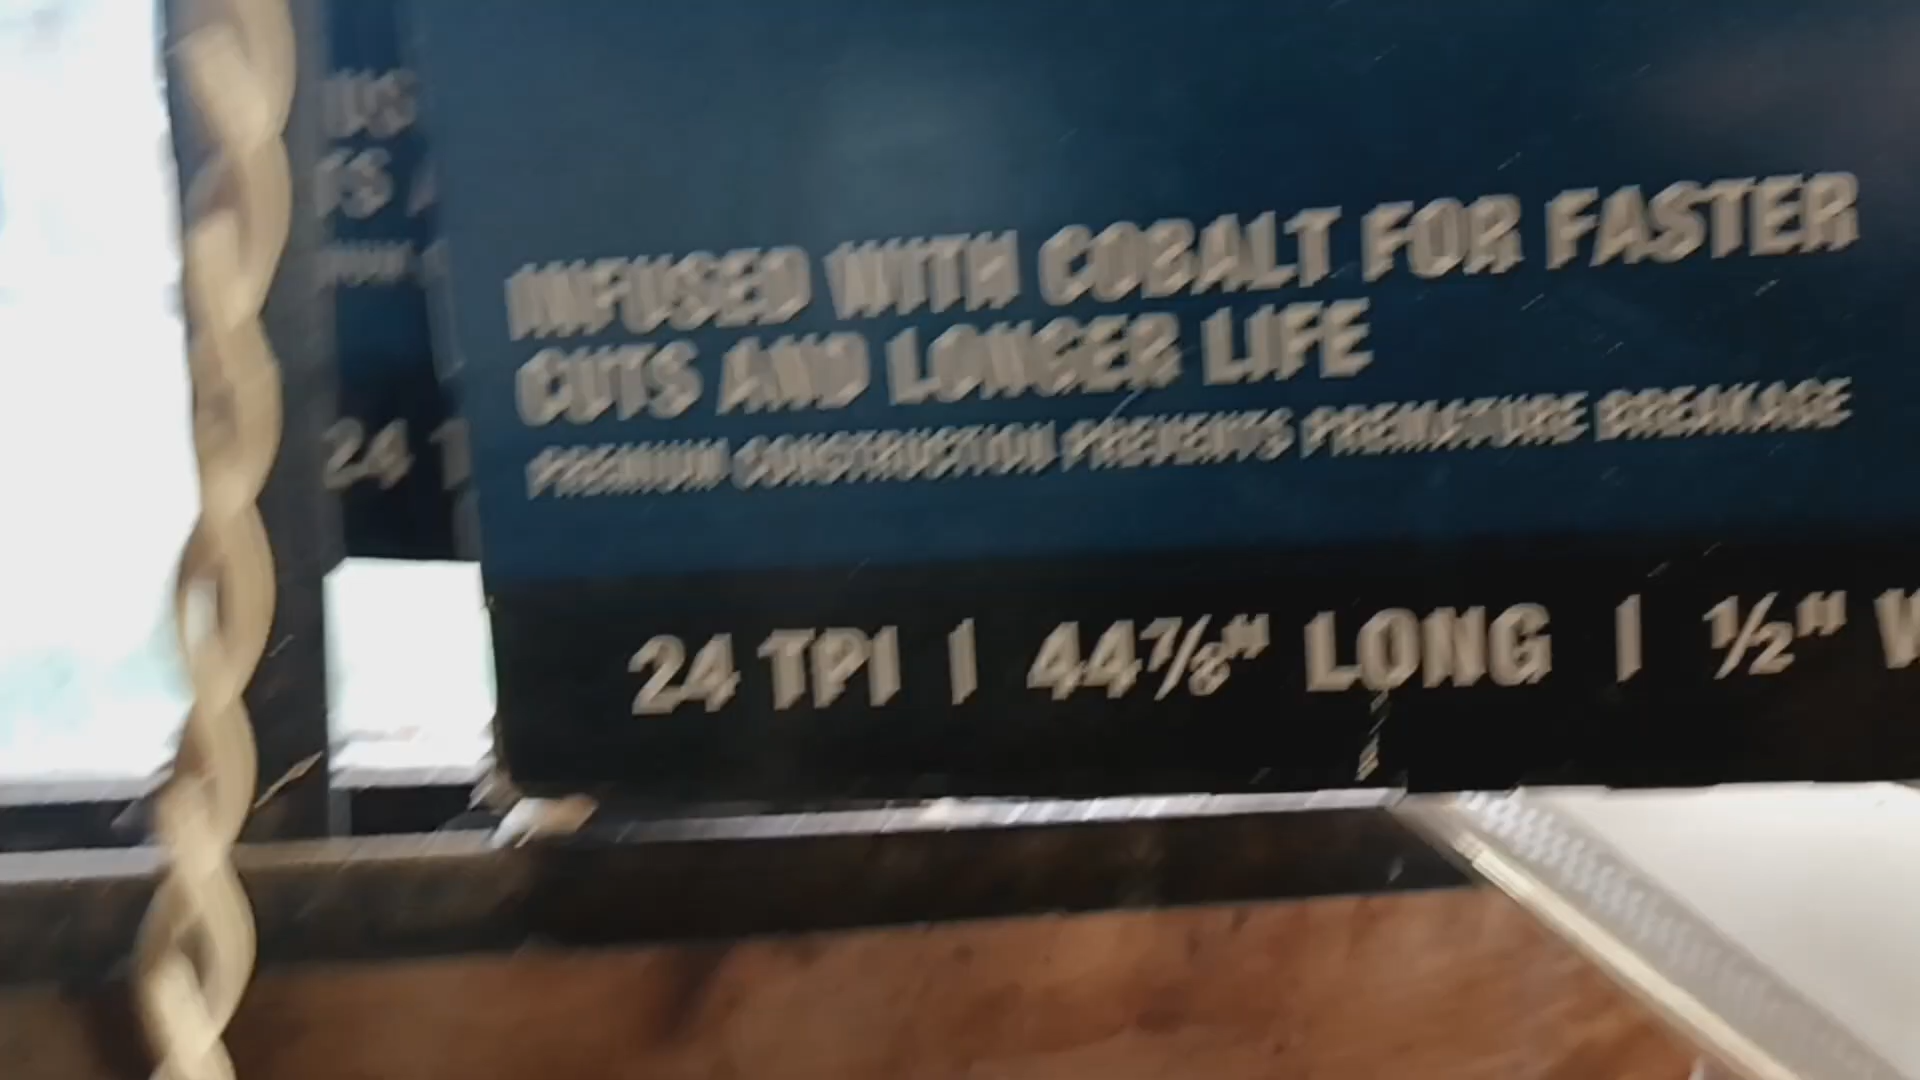 INFUSED WITH COBALT FOR FASTER
CUTS AND LONGER LIFE
PREMIUM CONSTRUCTION PREVENTS PREMATURE BREAKAGE
24 TPI | 44⅞" LONG | ½" W
24 T